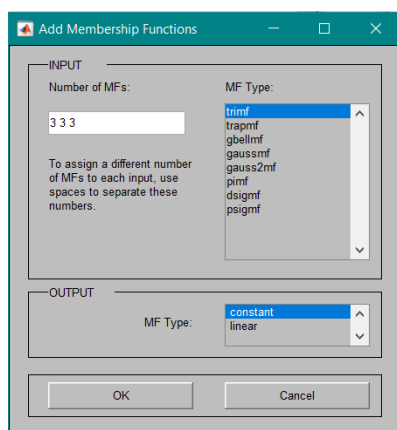 Add Membership Functions
INPUT
Number of MFs:
3 3 3
To assign a different number
of MFs to each input, use
spaces to separate these
numbers.
MF Type:
trimf
trapmf
gbellmf
gaussmf
gauss2mf
pimf
dsigmf
psigmf
OUTPUT
MF Type:
constant
linear
OK
Cancel